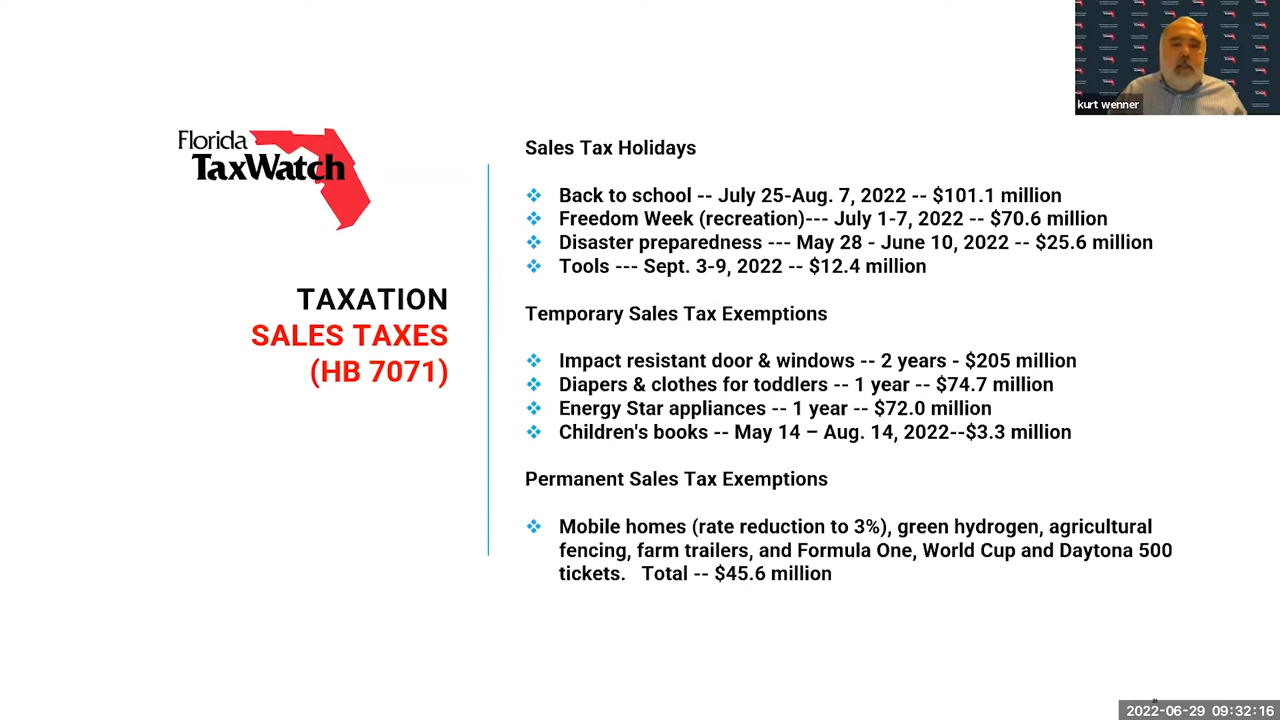 kurt wenner
Florida
TaxWatch
TAXATION
SALES TAXES
(HB 7071)
Sales Tax Holidays
Back to school -- July 25-Aug. 7, 2022 -- $101.1 million
Freedom Week (recreation)--- July 1-7, 2022 -- $70.6 million
Disaster preparedness --- May 28 - June 10, 2022 -- $25.6 million
Tools --- Sept. 3-9, 2022 -- $12.4 million
Temporary Sales Tax Exemptions
Impact resistant door & windows -- 2 years - $205 million
Diapers & clothes for toddlers -- 1 year -- $74.7 million
Energy Star appliances -- 1 year -- $72.0 million
Children's books -- May 14 – Aug. 14, 2022--$3.3 million
Permanent Sales Tax Exemptions
Mobile homes (rate reduction to 3%), green hydrogen, agricultural
fencing, farm trailers, and Formula One, World Cup and Daytona 500
tickets. Total -- $45.6 million
2022-06-29 09:32:16